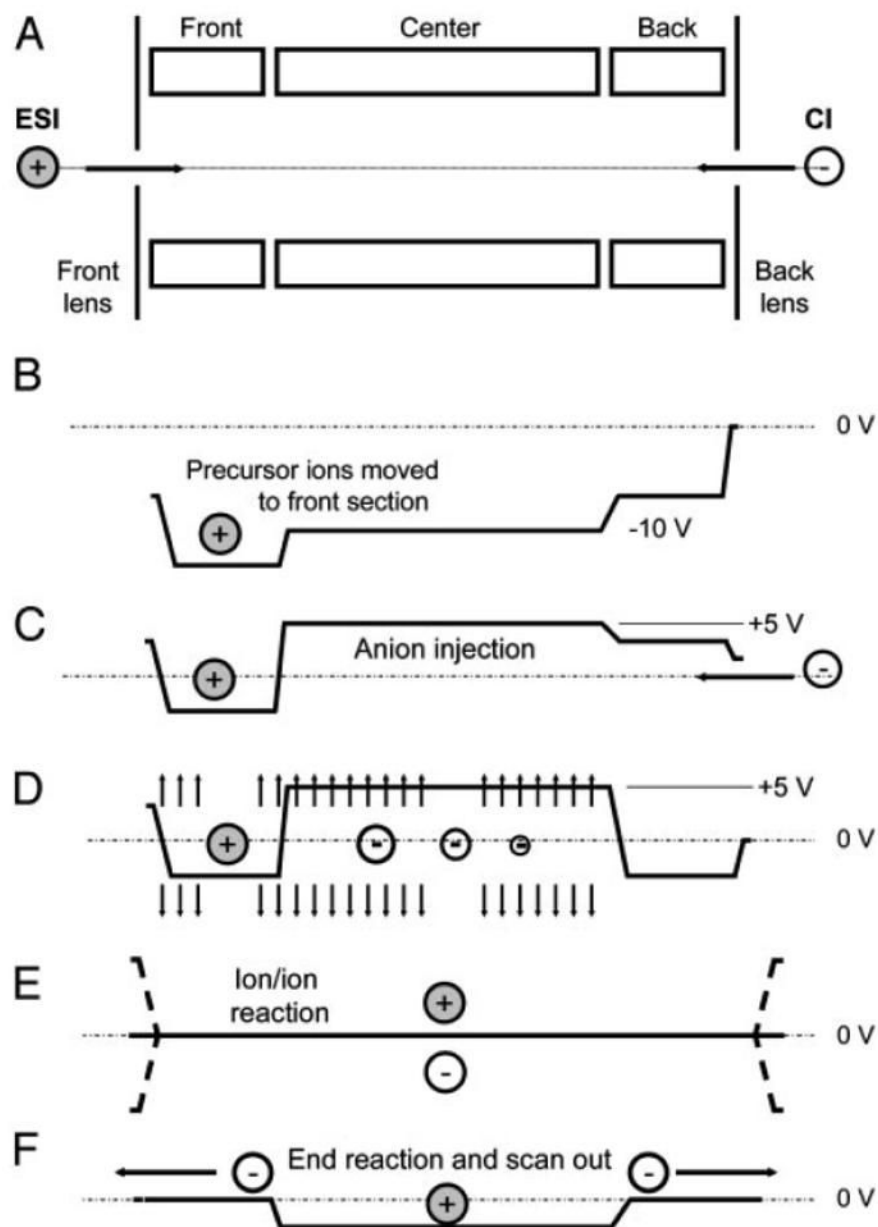 A
Front Center Back
ESI
CI
+
-
Front
lens
Back
lens
B
0 V
Precursor ions moved
to front section
+
-10 V
C
+5 V
Anion injection
+
-
D
+5 V
+
-
-
-
0 V
E
Ion/ion
reaction
+
0 V
-
F
End reaction and scan out
-
-
+
0 V